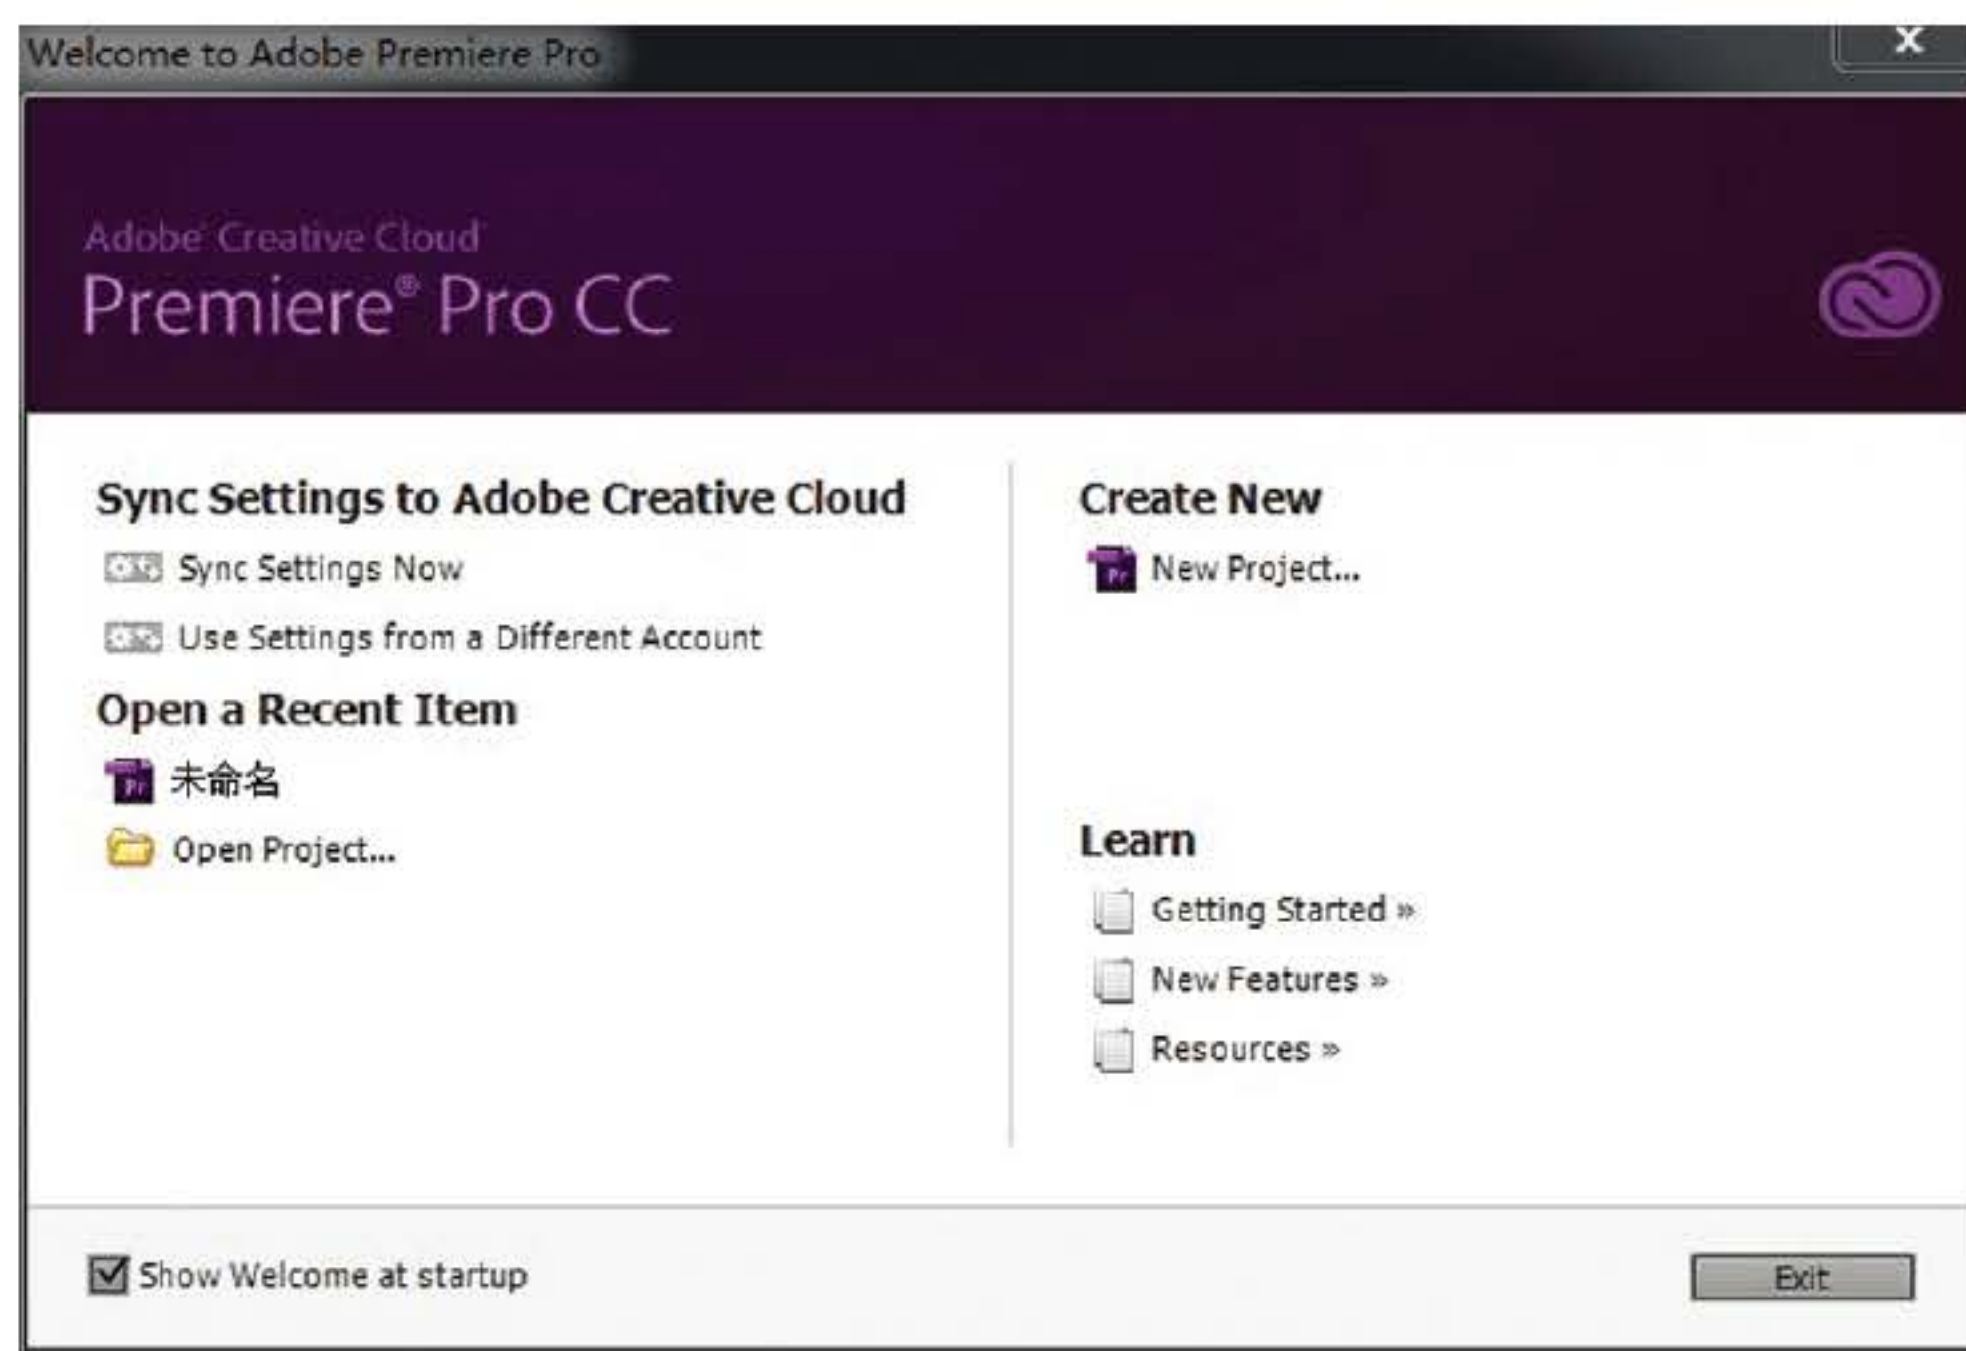 Welcome to Adobe Premiere Pro
Adobe Creative Cloud
Premiere® Pro CC
Sync Settings to Adobe Creative Cloud
Sync Settings Now
Use Settings from a Different Account
Open a Recent Item
Pr 未命名
Open Project...
Create New
Pr New Project...
Learn
Getting Started »
New Features »
Resources »
Show Welcome at startup
Exit